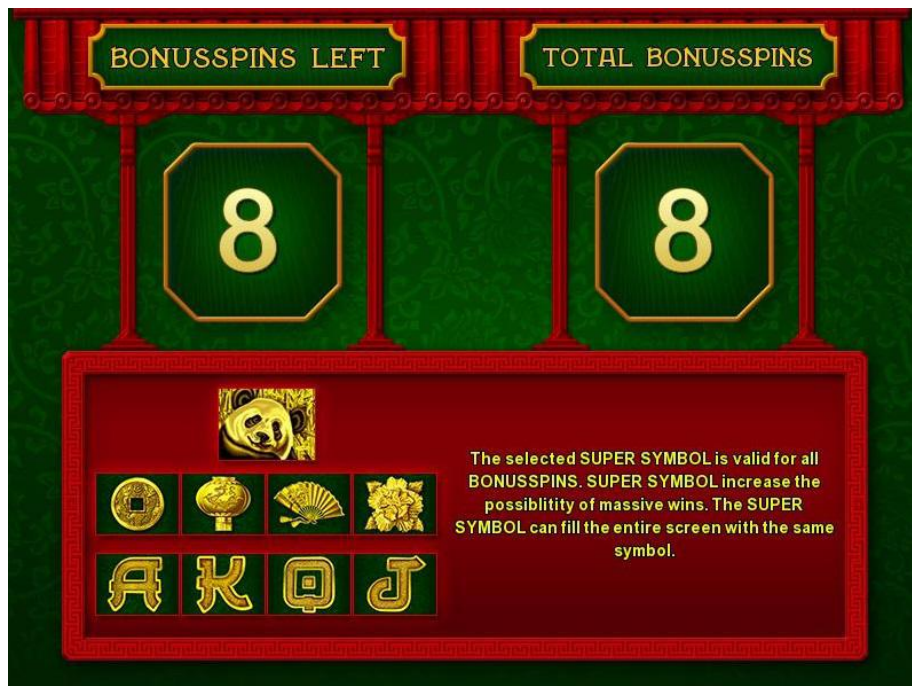 BONUSSPINS LEFT
TOTAL BONUSSPINS
8
8
The selected SUPER SYMBOL is valid for all
BONUSSPINS. SUPER SYMBOL increase the
possiblitity of massive wins. The SUPER
SYMBOL can fill the entire screen with the same
symbol.
A K Q J